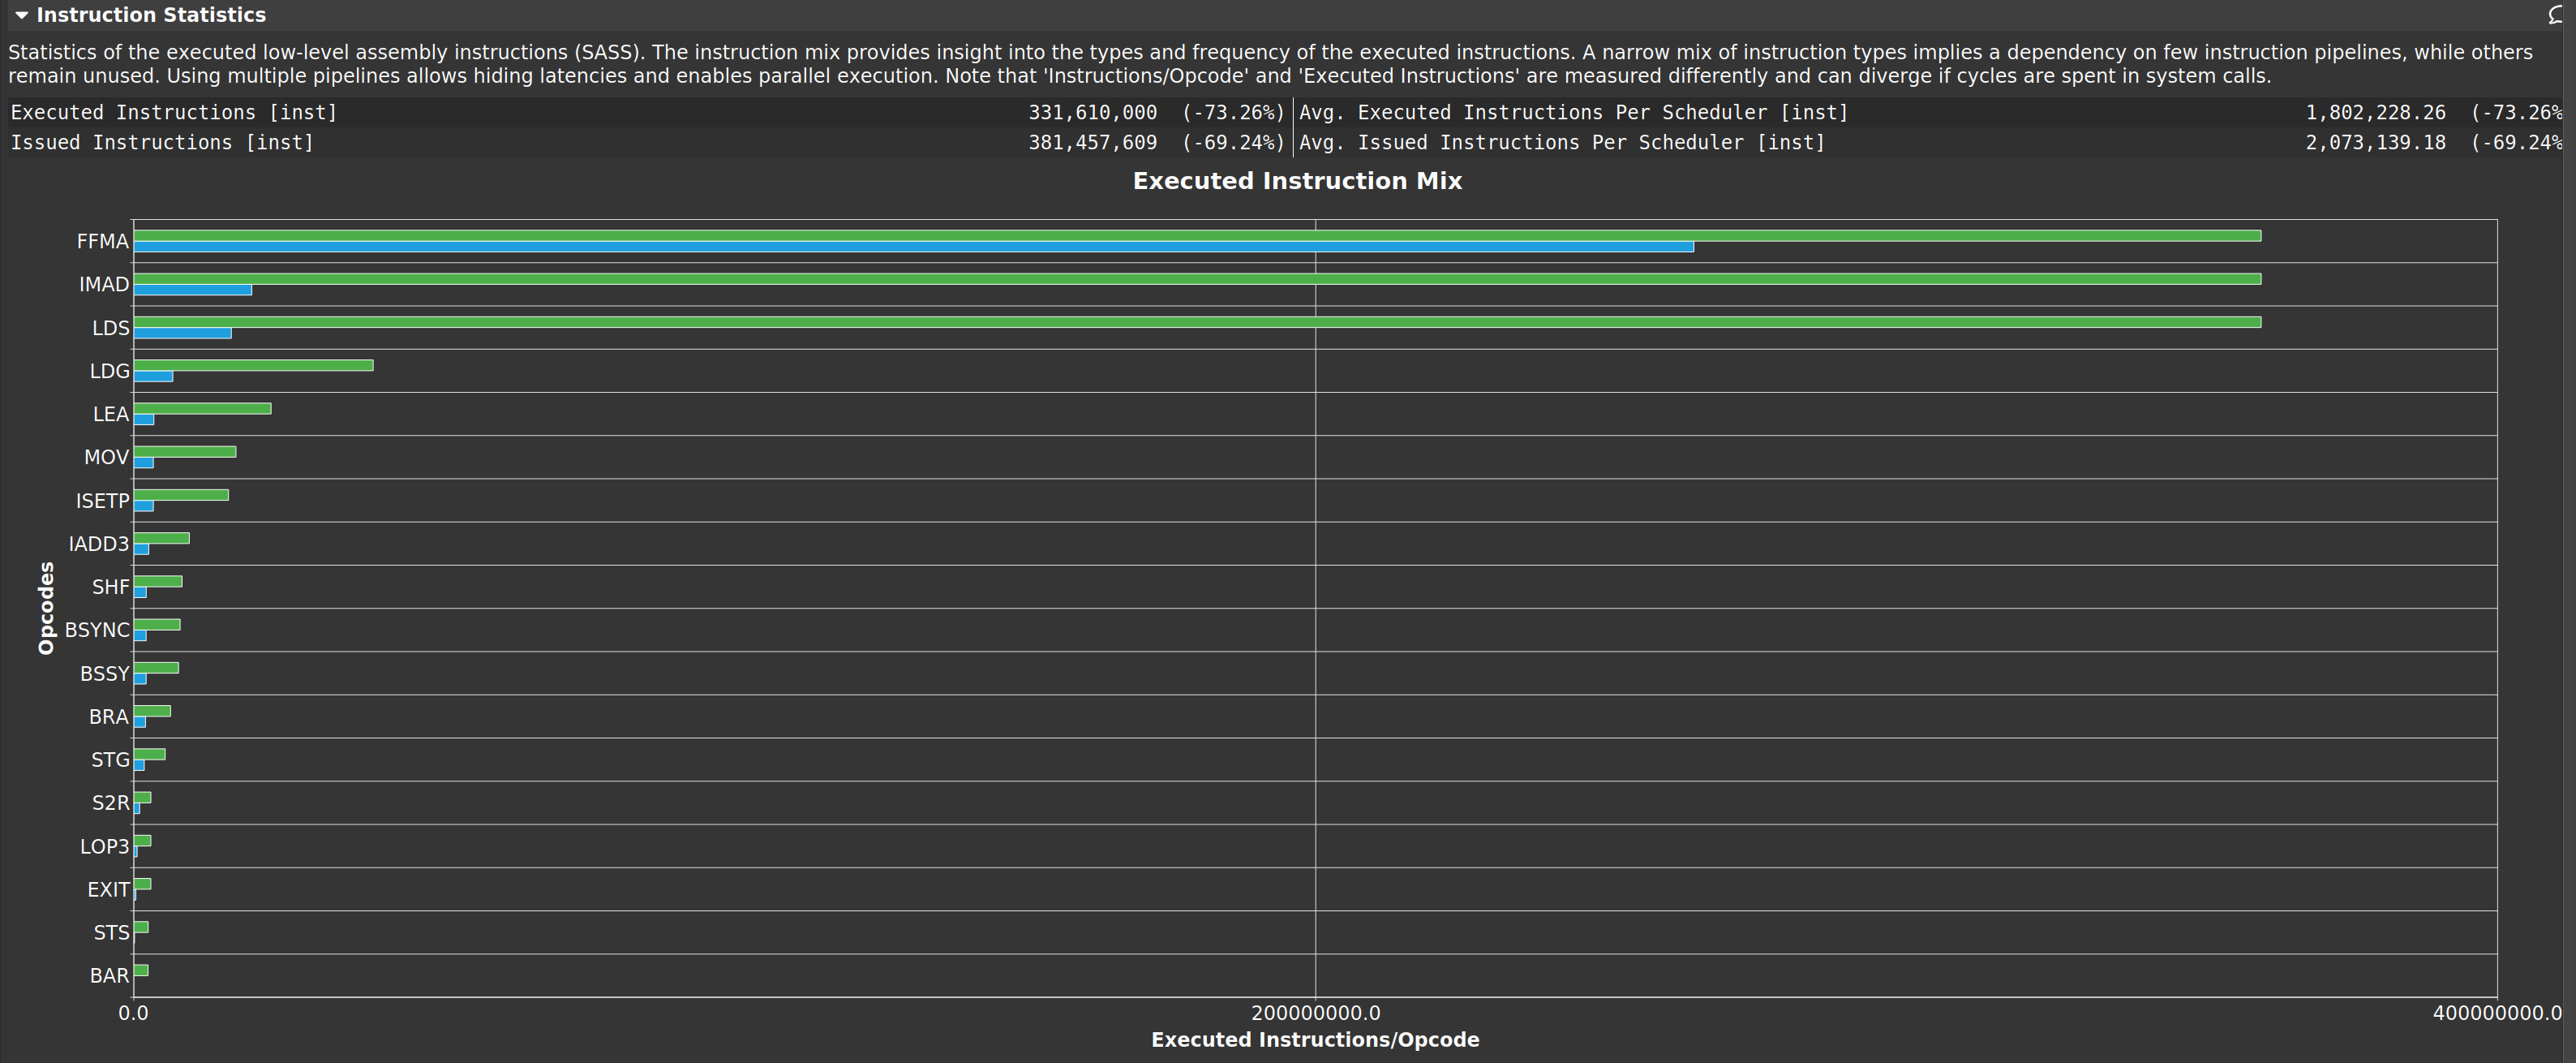 Instruction Statistics
Statistics of the executed low-level assembly instructions (SASS). The instruction mix provides insight into the types and frequency of the executed instructions. A narrow mix of instruction types implies a dependency on few instruction pipelines, while others
remain unused. Using multiple pipelines allows hiding latencies and enables parallel execution. Note that 'Instructions/Opcode' and 'Executed Instructions' are measured differently and can diverge if cycles are spent in system calls.
Executed Instructions [inst] 331,610,000 (-73.26%) Avg. Executed Instructions Per Scheduler [inst] 1,802,228.26 (-73.26%
Issued Instructions [inst] 381,457,609 (-69.24%) Avg. Issued Instructions Per Scheduler [inst] 2,073,139.18 (-69.24%
Executed Instruction Mix
Opcodes
FFMA
IMAD
LDS
LDG
LEA
MOV
ISETP
IADD3
SHF
BSYNC
BSSY
BRA
STG
S2R
LOP3
EXIT
STS
BAR
0.0 200000000.0 400000000.0
Executed Instructions/Opcode